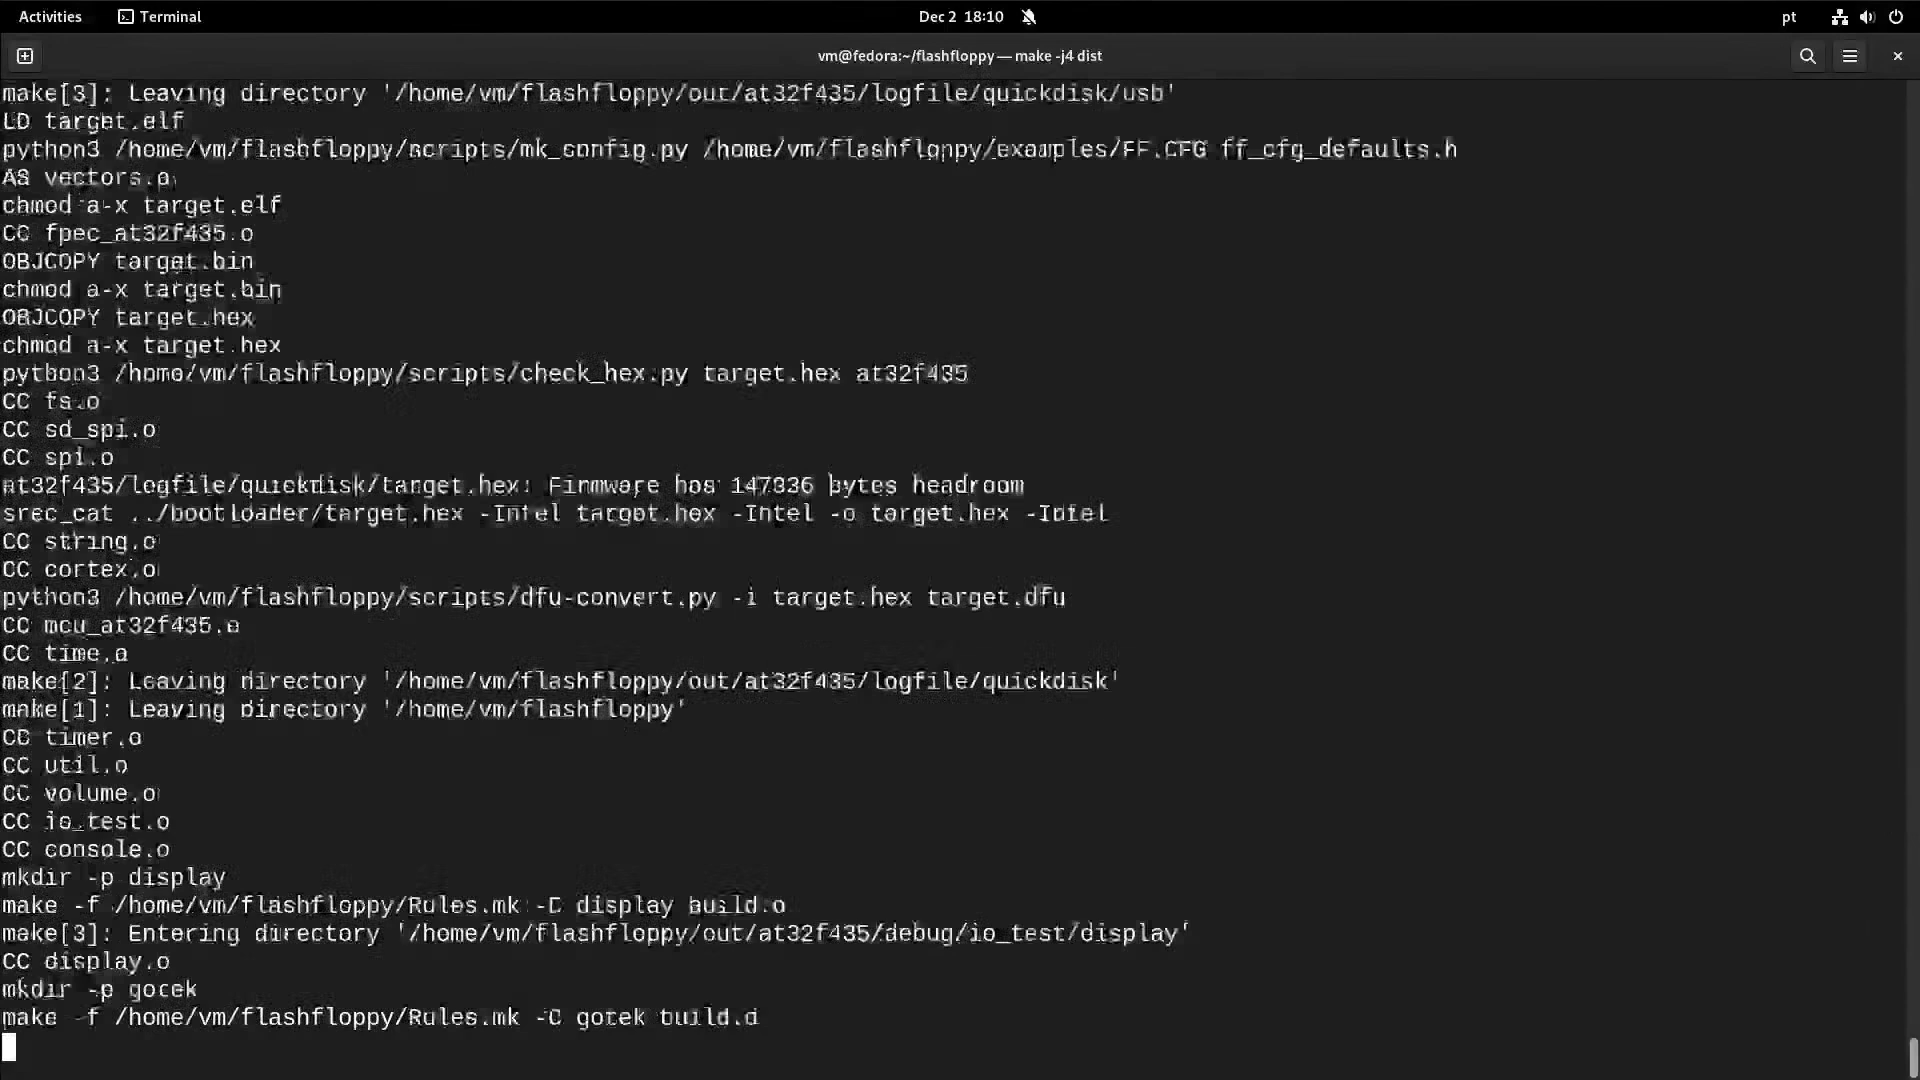 Activities
Terminal
Dec 2 18:10
pt
vm@fedora:~/flashfloppy — make -j4 dist
make[3]: Leaving directory '/home/vm/flashfloppy/out/at32f435/logfile/quickdisk/usb'
LD target.elf
python3 /home/vm/flashfloppy/scripts/mk_config.py /home/vm/flashfloppy/examples/FF.CFG ff_cfg_defaults.h
AS vectors.o
chmod a-x target.elf
CC fpec_at32f435.o
OBJCOPY target.bin
chmod a-x target.bin
OBJCOPY target.hex
chmod a-x target.hex
python3 /home/vm/flashfloppy/scripts/check_hex.py target.hex at32f435
CC fs.o
CC sd_spi.o
CC spi.o
at32f435/logfile/quickdisk/target.hex: Firmware has bytes headroom
srec_cat ../bootloader/target.hex -Intel target.hex -Intel -o target.hex -Intel
CC string.o
CC cortex.o
python3 /home/vm/flashfloppy/scripts/dfu-convert.py -i target.hex target.dfu
CC mcu_at32f435.o
CC time.o
make[2]: Leaving directory '/home/vm/flashfloppy/out/at32f435/logfile/quickdisk'
make[1]: Leaving directory '/home/vm/flashfloppy'
CC timer.o
CC util.o
CC volume.o
CC io_test.o
CC console.o
mkdir -p display
make -f /home/vm/flashfloppy/Rules.mk -C display build.o
make[3]: Entering directory '/home/vm/flashfloppy/out/at32f435/debug/io_test/display'
CC display.o
mkdir -p gotek
make -f /home/vm/flashfloppy/Rules.mk -C gotek build.o